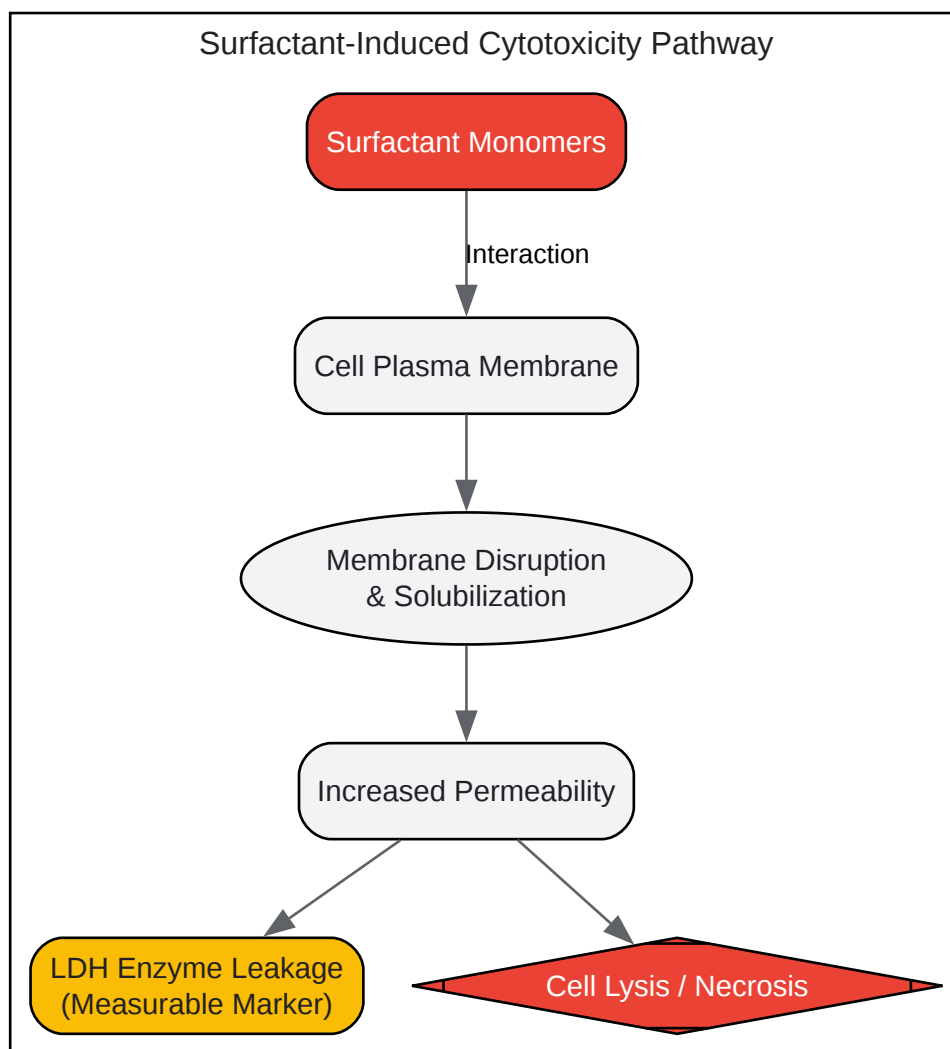 Surfactant-Induced Cytotoxicity Pathway
Surfactant Monomers
Interaction
Cell Plasma Membrane
Membrane Disruption
& Solubilization
Increased Permeability
LDH Enzyme Leakage
(Measurable Marker)
Cell Lysis / Necrosis